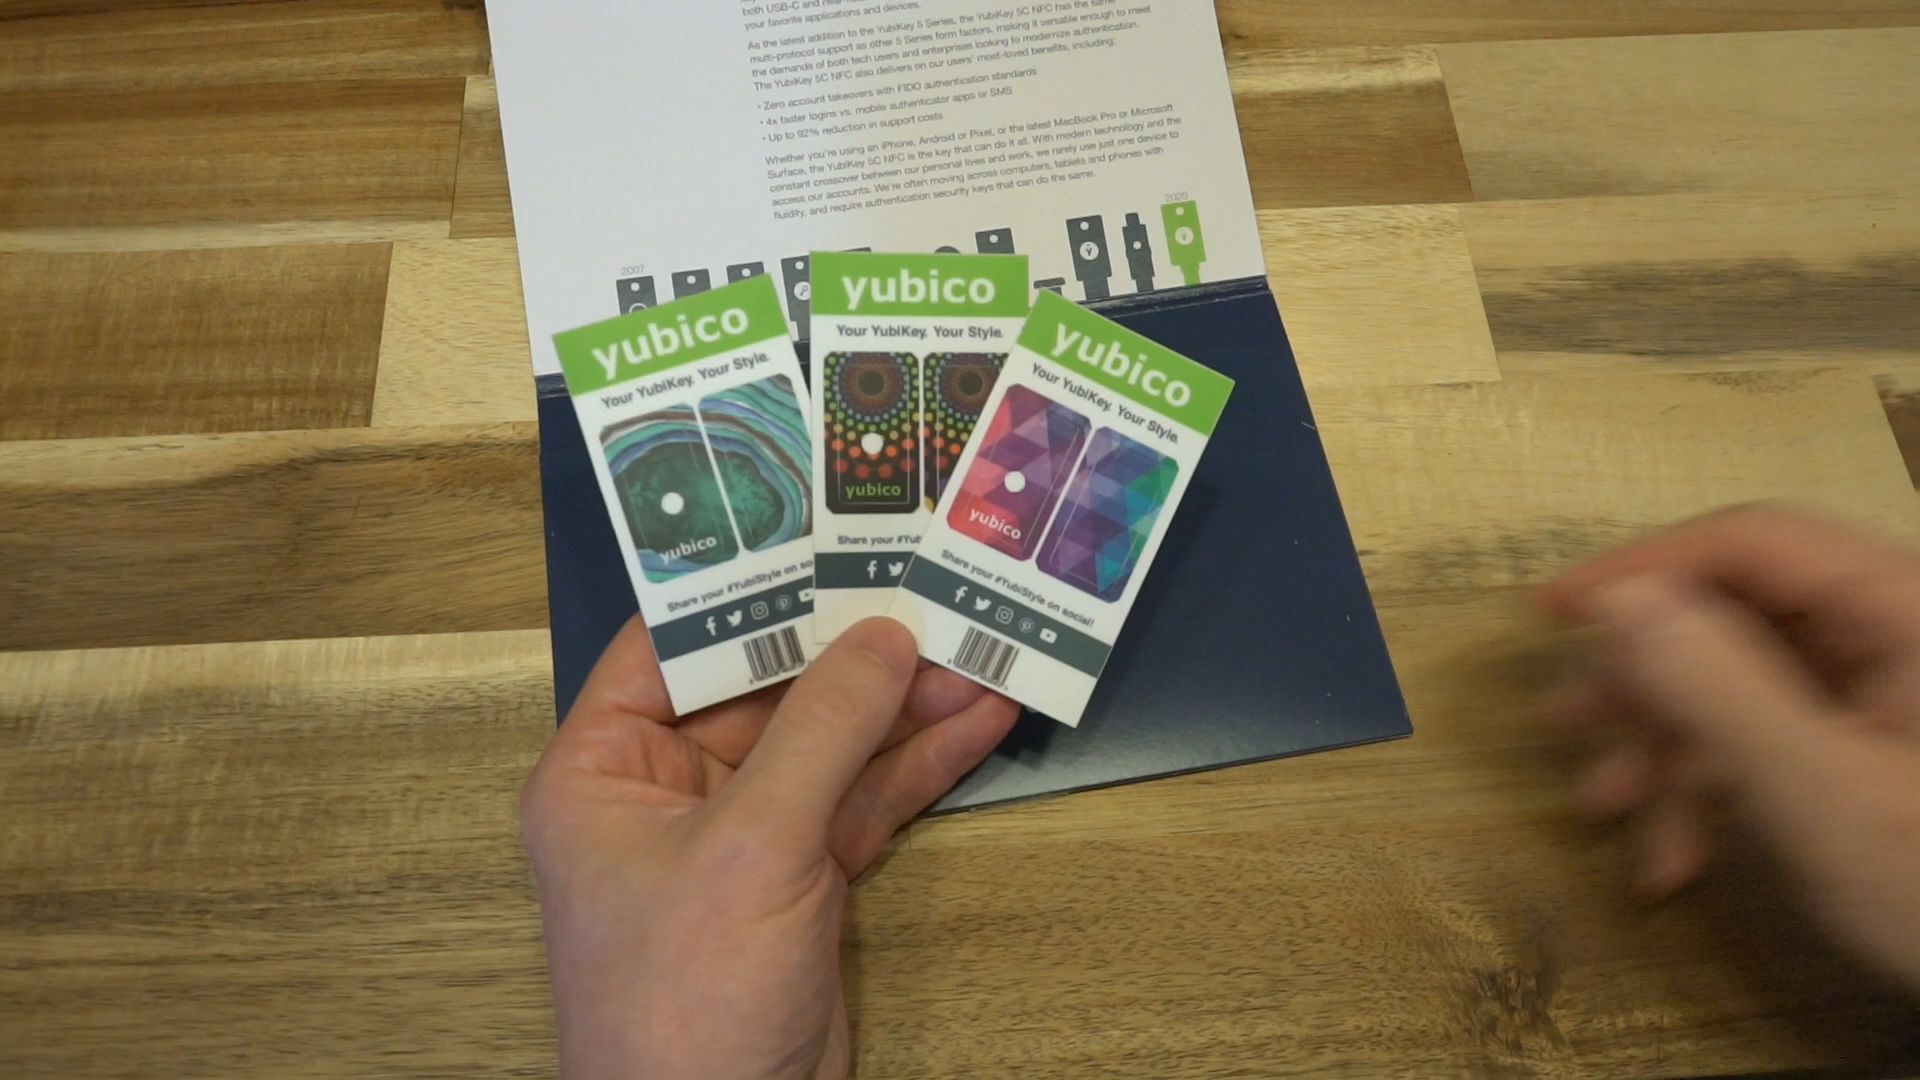 both USB-C and
your favorite applications and devices.
As the latest addition to the YubiKey 5 Series, the YubiKey 5C NFC has the same
multi-protocol support as other 5 Series form factors, making it versatile enough to meet
the demands of both tech users and enterprises looking to modernize authentication.
The YubiKey 5C NFC also delivers on our users' most-loved benefits, including:
• Zero account takeovers with FIDO authentication standards
• 4x faster logins vs. mobile authenticator apps or SMS
• Up to 92% reduction in support costs
Whether you're using an iPhone, Android or Pixel, or the latest MacBook Pro or Microsoft
Surface, the YubiKey 5C NFC is the key that can do it all. With modern technology and the
constant crossover between our personal lives and work, we rarely use just one device to
access our accounts. We're often moving across computers, tablets and phones with
fluidity, and require authentication security keys that can do the same.
2007
2020
yubico
Your YubiKey. Your Style.
yubico
Share your #YubiStyle on so
yubico
Your YubiKey. Your Style.
yubico
Share your #Yub
yubico
Your YubiKey. Your Style.
yubico
Share your #YubiStyle on social!